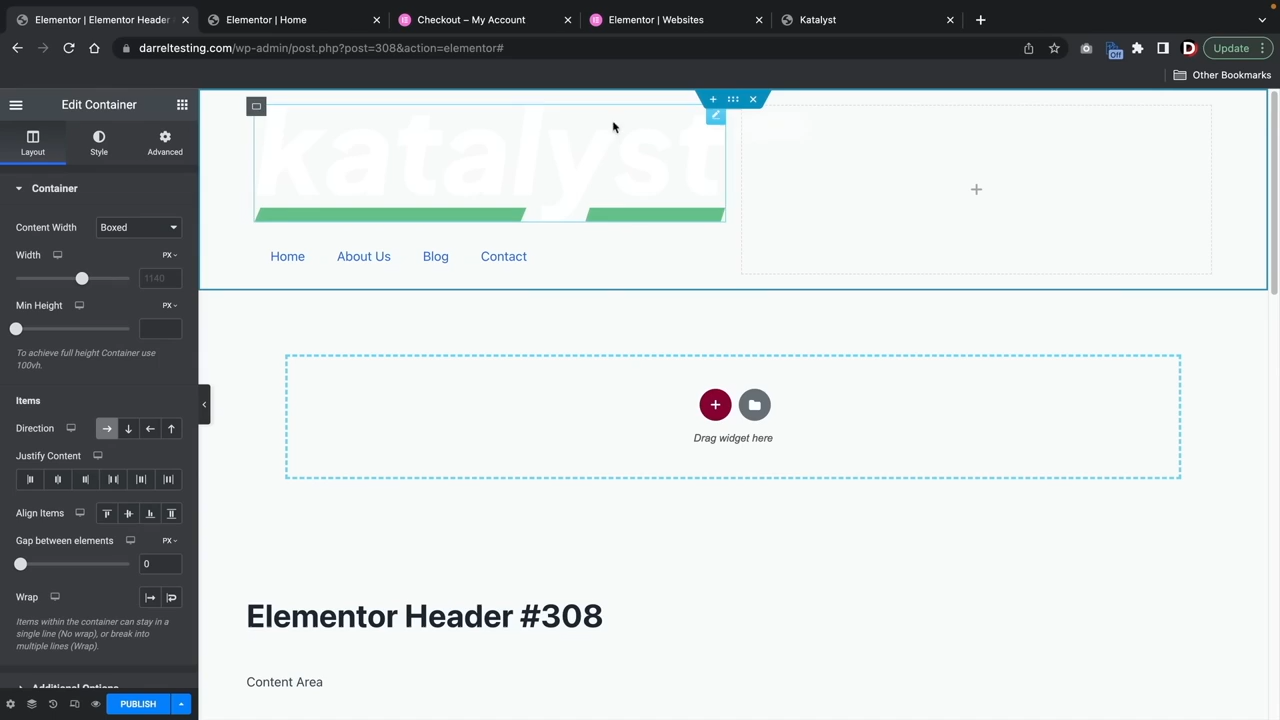 Elementor | Elementor Header
Elementor | Home
Checkout – My Account
Elementor | Websites
Katalyst
darreltesting.com/wp-admin/post.php?post=308&action=elementor#
Off
D
Update
Other Bookmarks
Edit Container
Layout
Style
Advanced
Container
Content Width
Boxed
Width
PX
1140
Min Height
PX
To achieve full height Container use
100vh.
Items
Direction
Justify Content
Align Items
Gap between elements
PX
0
Wrap
Items within the container can stay in
a single line (No wrap), or break into
multiple lines (Wrap).
Additional Options
PUBLISH
katalyst
Home
About Us
Blog
Contact
Drag widget here
Elementor Header #308
Content Area